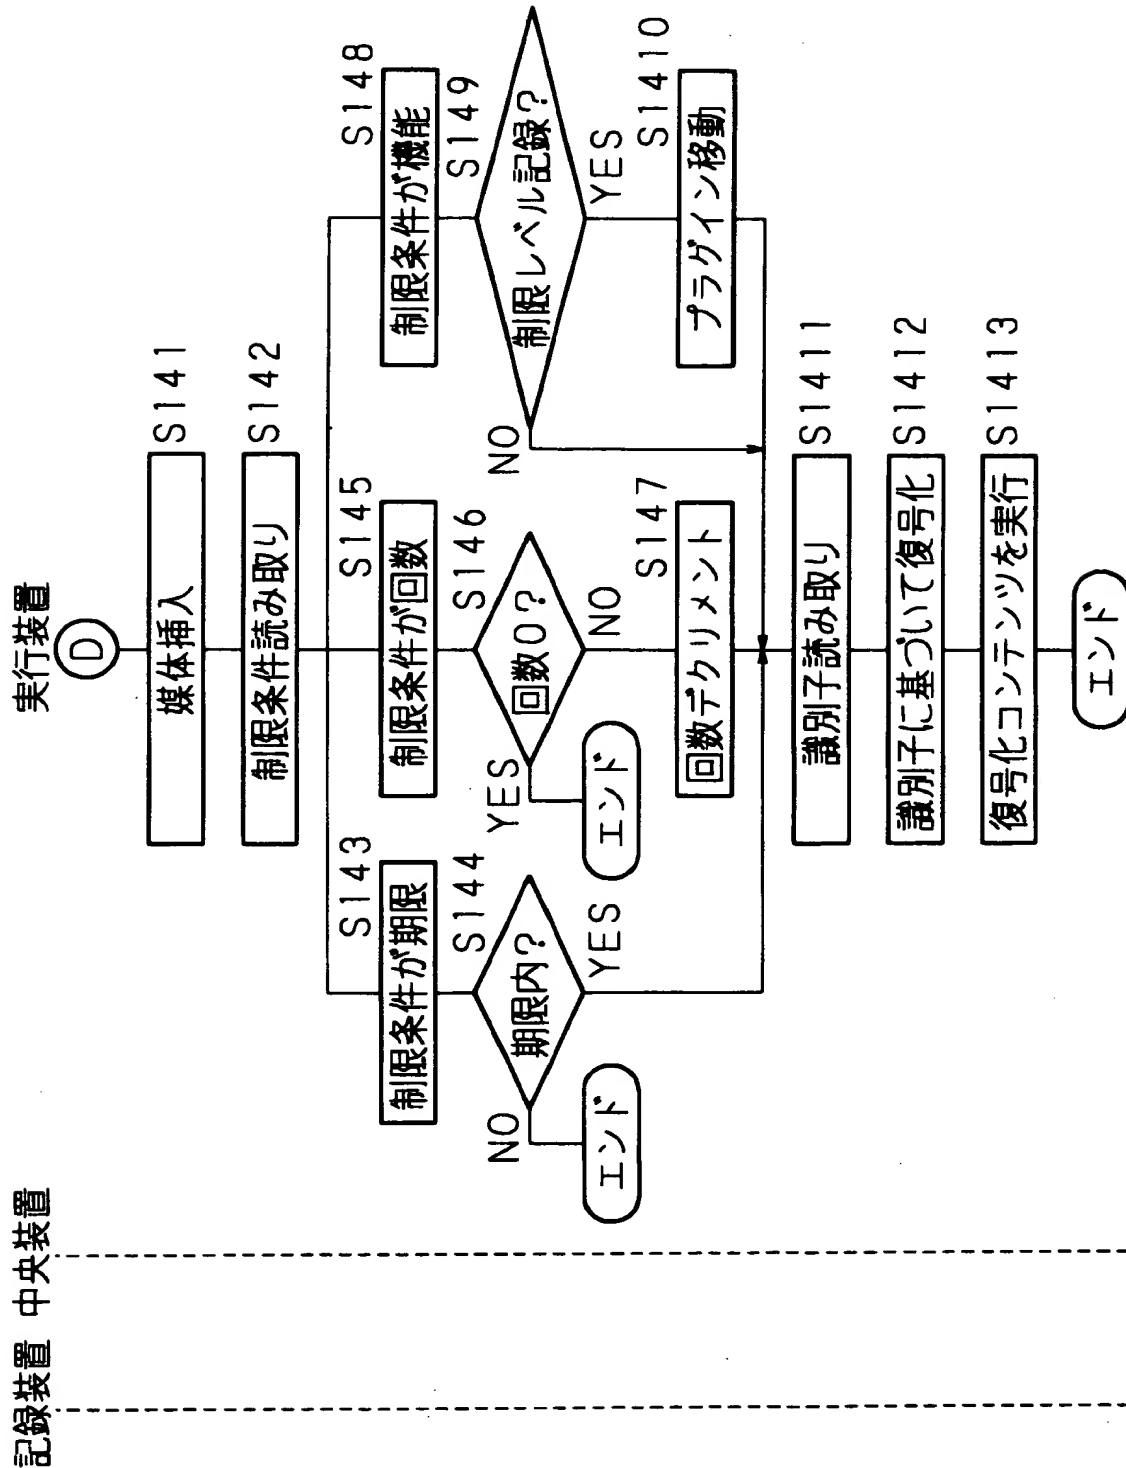 記録装置 中央装置 実行装置
D
媒体挿入 S141
制限条件読み取り S142
制限条件が期限 S143
期限内? S144
NO
エンド
YES
制限条件が回数 S145
回数0? S146
YES
エンド
NO
回数デクリメント S147
制限条件が機能 S148
制限レベル記録? S149
NO
YES
プラグイン移動 S1410
識別子読み取り S1411
識別子に基づいて復号化 S1412
復号化コンテンツを実行 S1413
エンド